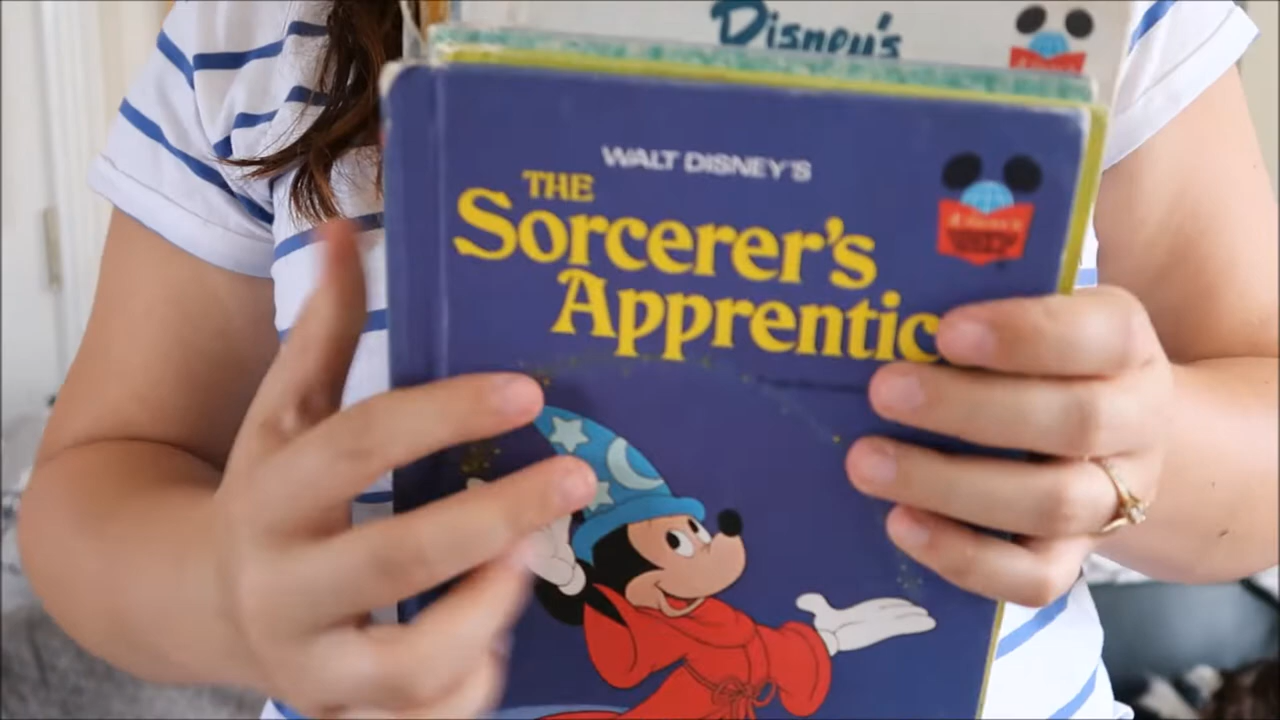 Disney's
WALT DISNEY'S
THE
Sorcerer's
Apprentic